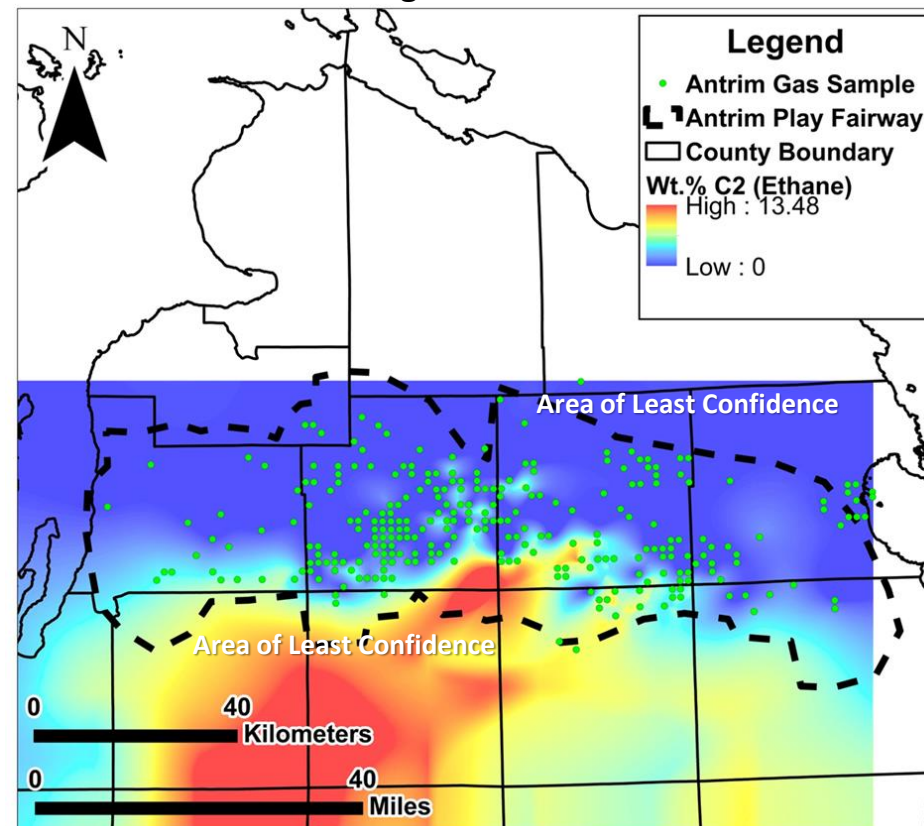 N
Legend
Antrim Gas Sample
Antrim Play Fairway
County Boundary
Wt.% C2 (Ethane)
High : 13.48
Low : 0
Area of Least Confidence
Area of Least Confidence
0 40
Kilometers
0 40
Miles